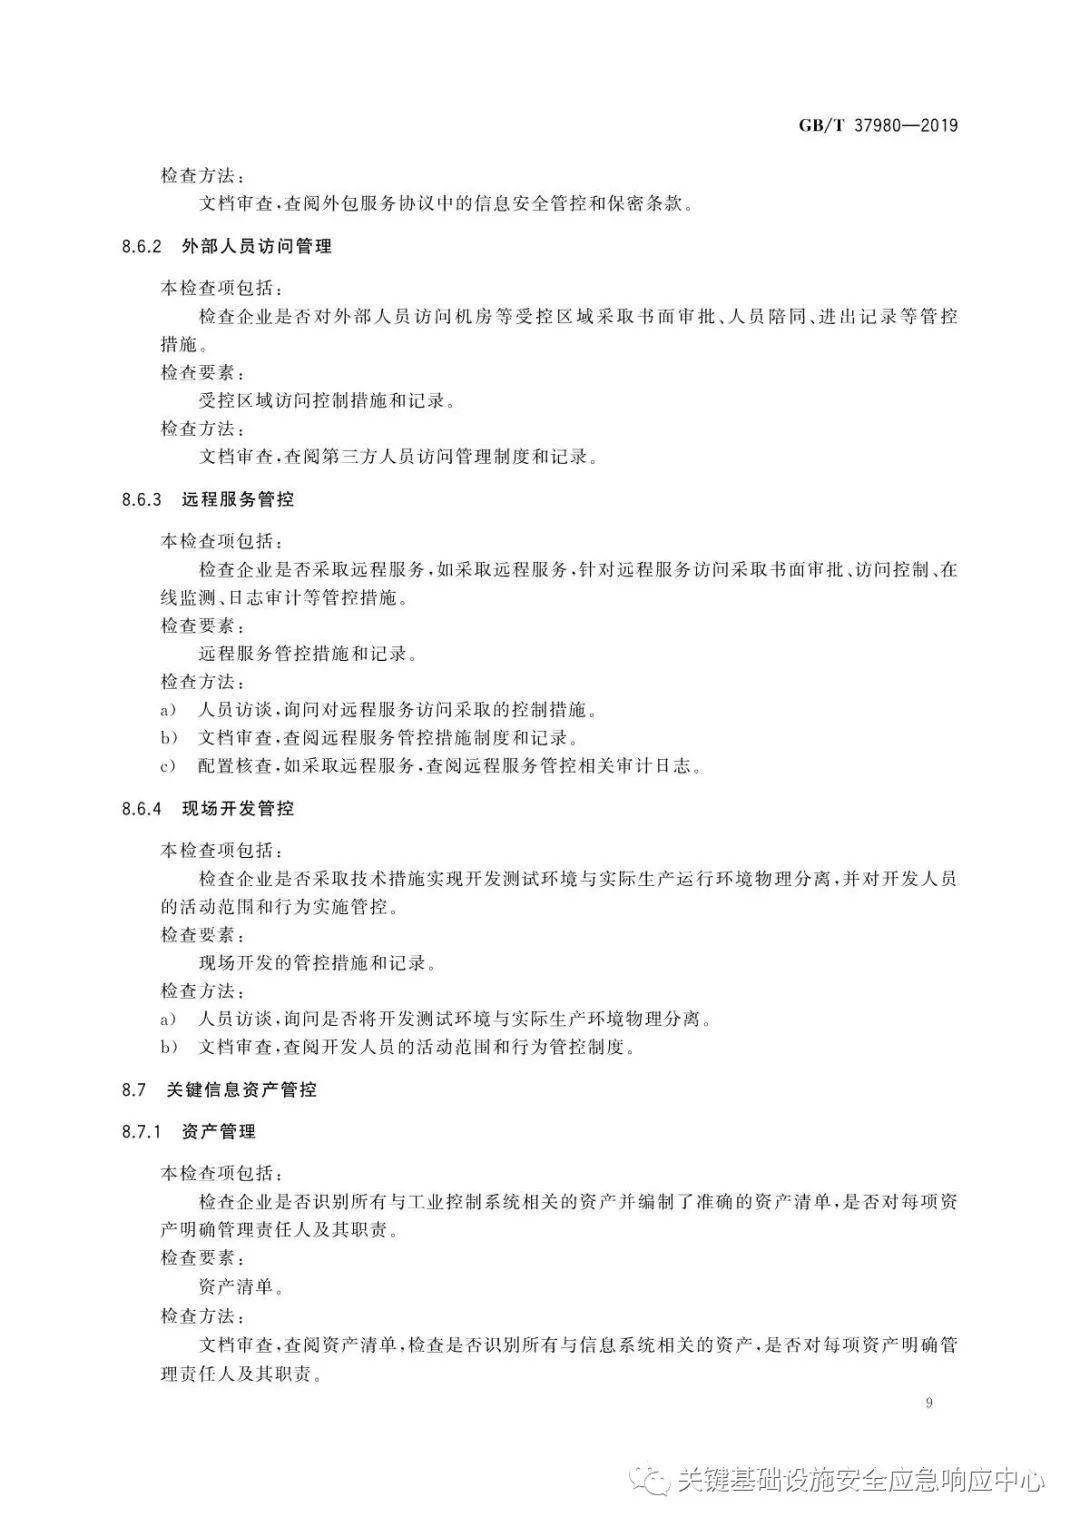 GB/T 37980—2019
检查方法：
文档审查，查阅外包服务协议中的信息安全管控和保密条款。
8.6.2 外部人员访问管理
本检查项包括：
检查企业是否对外部人员访问机房等受控区域采取书面审批、人员陪同、进出记录等管控
措施。
检查要素：
受控区域访问控制措施和记录。
检查方法：
文档审查，查阅第三方人员访问管理制度和记录。
8.6.3 远程服务管控
本检查项包括：
检查企业是否采取远程服务，如采取远程服务，针对远程服务访问采取书面审批、访问控制、在
线监测、日志审计等管控措施。
检查要素：
远程服务管控措施和记录。
检查方法：
a) 人员访谈，询问对远程服务访问采取的控制措施。
b) 文档审查，查阅远程服务管控措施制度和记录。
c) 配置核查，如采取远程服务，查阅远程服务管控相关审计日志。
8.6.4 现场开发管控
本检查项包括：
检查企业是否采取技术措施实现开发测试环境与实际生产运行环境物理分离，并对开发人员
的活动范围和行为实施管控。
检查要素：
现场开发的管控措施和记录。
检查方法：
a) 人员访谈，询问是否将开发测试环境与实际生产环境物理分离。
b) 文档审查，查阅开发人员的活动范围和行为管控制度。
8.7 关键信息资产管控
8.7.1 资产管理
本检查项包括：
检查企业是否识别所有与工业控制系统相关的资产并编制了准确的资产清单，是否对每项资
产明确管理责任人及其职责。
检查要素：
资产清单。
检查方法：
文档审查，查阅资产清单，检查是否识别所有与信息系统相关的资产，是否对每项资产明确管
理责任人及其职责。
9
关键基础设施安全应急响应中心